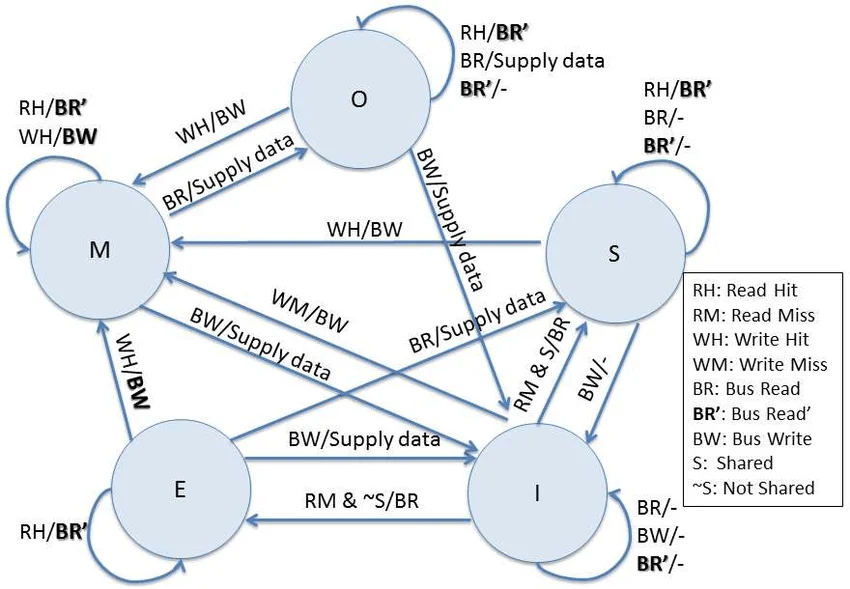 RH/BR’
BR/Supply data
BR’/-
O
RH/BR’
BR/-
BR’/-
RH/BR’
WH/BW
WH/BW
BR/Supply data
BW/Supply data
M
WH/BW
S
WM/BW
BW/Supply data
BR/Supply data
RM & S/BR
BW/-
WH/BW
RH: Read Hit
RM: Read Miss
WH: Write Hit
WM: Write Miss
BR: Bus Read
BR’: Bus Read’
BW: Bus Write
S: Shared
~S: Not Shared
BW/Supply data
E
I
RM & ~S/BR
RH/BR’
BR/-
BW/-
BR’/-